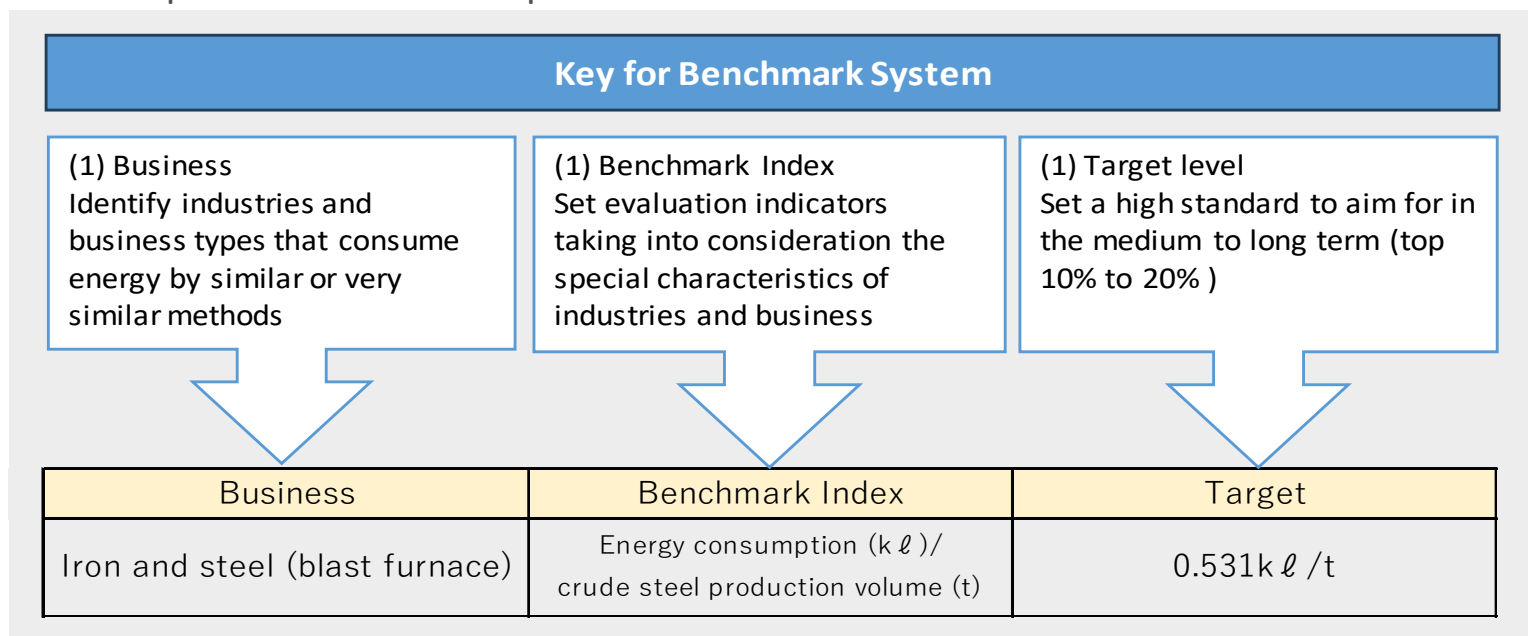 Key for Benchmark System
(1) Business
Identify industries and
business types that consume
energy by similar or very
similar methods
(1) Benchmark Index
Set evaluation indicators
taking into consideration the
special characteristics of
industries and business
(1) Target level
Set a high standard to aim for in
the medium to long term (top
10% to 20% )
Business
Benchmark Index
Target
Iron and steel (blast furnace)
Energy consumption (kℓ)/
crude steel production volume (t)
0.531kℓ/t